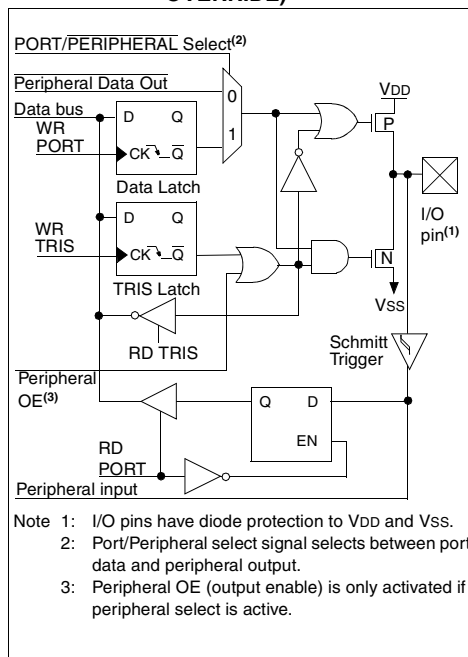 OVERRIDE)
PORT/PERIPHERAL Select(2)
Peripheral Data Out
Data bus
WR
PORT
D Q
CK Q
Data Latch
0
1
VDD
P
I/O
pin(1)
WR
TRIS
D Q
CK Q
TRIS Latch
N
VSS
RD TRIS
Schmitt
Trigger
Peripheral
OE(3)
Q D
EN
RD
PORT
Peripheral input
Note 1: I/O pins have diode protection to VDD and VSS.
2: Port/Peripheral select signal selects between port
data and peripheral output.
3: Peripheral OE (output enable) is only activated if
peripheral select is active.